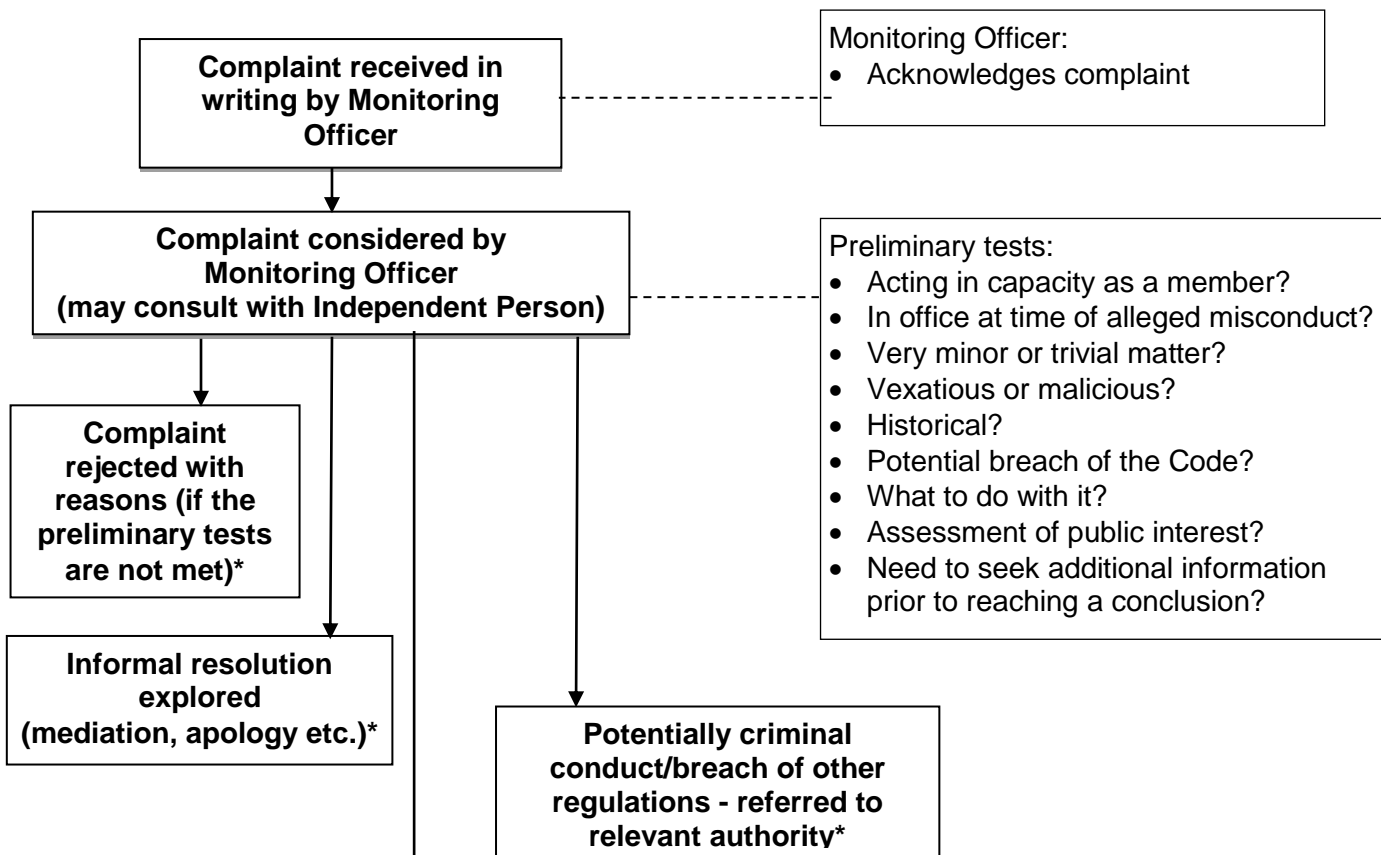 Complaint received in
writing by Monitoring
Officer
Monitoring Officer:
• Acknowledges complaint
Complaint considered by
Monitoring Officer
(may consult with Independent Person)
Preliminary tests:
• Acting in capacity as a member?
• In office at time of alleged misconduct?
• Very minor or trivial matter?
• Vexatious or malicious?
• Historical?
• Potential breach of the Code?
• What to do with it?
• Assessment of public interest?
• Need to seek additional information
prior to reaching a conclusion?
Complaint
rejected with
reasons (if the
preliminary tests
are not met)*
Informal resolution
explored
(mediation, apology etc.)*
Potentially criminal
conduct/breach of other
regulations - referred to
relevant authority*